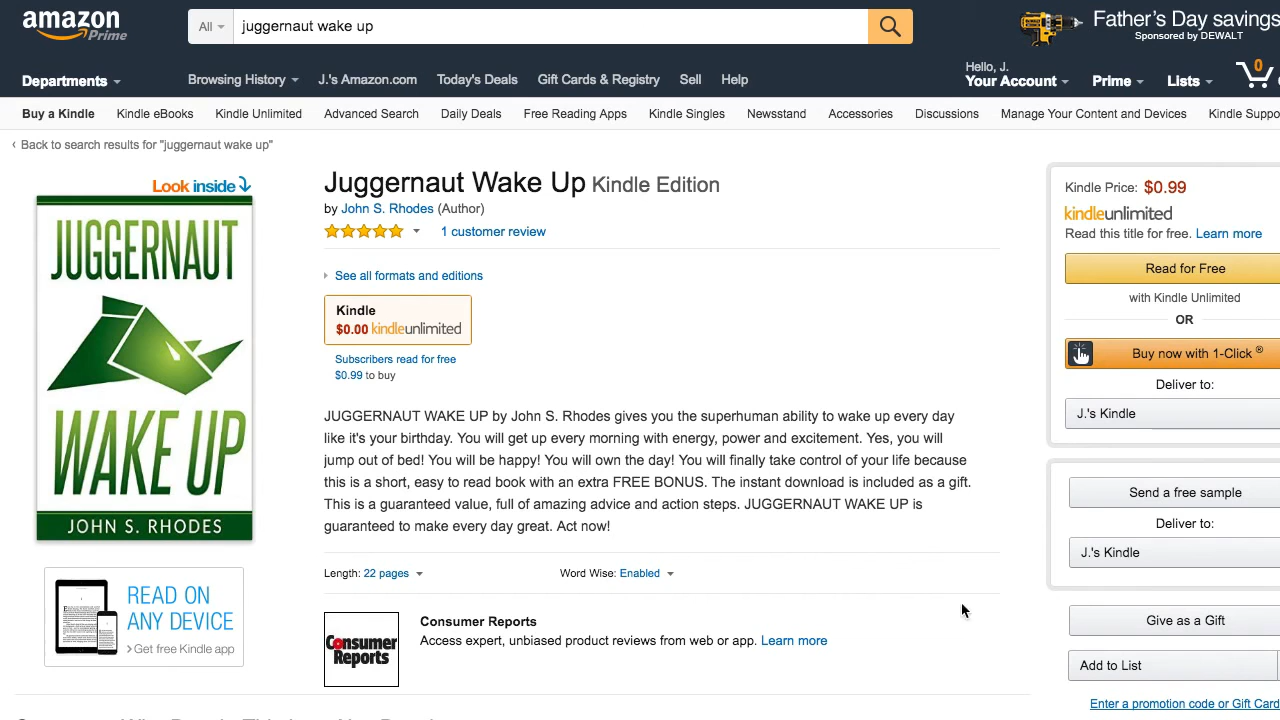 amazon
Prime
All
juggernaut wake up
Father's Day savings
Sponsored by DEWALT
Departments
Browsing History
J.'s Amazon.com
Today's Deals
Gift Cards & Registry
Sell
Help
Hello, J.
Your Account
Prime
Lists
0
Buy a Kindle
Kindle eBooks
Kindle Unlimited
Advanced Search
Daily Deals
Free Reading Apps
Kindle Singles
Newsstand
Accessories
Discussions
Manage Your Content and Devices
Kindle Suppo
‹ Back to search results for "juggernaut wake up"
Look inside
JUGGERNAUT
WAKE UP
JOHN S. RHODES
READ ON
ANY DEVICE
›Get free Kindle app
Juggernaut Wake Up Kindle Edition
by John S. Rhodes (Author)
1 customer review
See all formats and editions
Kindle
$0.00 kindleunlimited
Subscribers read for free
$0.99 to buy
JUGGERNAUT WAKE UP by John S. Rhodes gives you the superhuman ability to wake up every day
like it's your birthday. You will get up every morning with energy, power and excitement. Yes, you will
jump out of bed! You will be happy! You will own the day! You will finally take control of your life because
this is a short, easy to read book with an extra FREE BONUS. The instant download is included as a gift.
This is a guaranteed value, full of amazing advice and action steps. JUGGERNAUT WAKE UP is
guaranteed to make every day great. Act now!
Length: 22 pages
Word Wise: Enabled
Consumer Reports
Consumer Reports
Access expert, unbiased product reviews from web or app. Learn more
Kindle Price: $0.99
kindleunlimited
Read this title for free. Learn more
Read for Free
with Kindle Unlimited
OR
Buy now with 1-Click ®
Deliver to:
J.'s Kindle
Send a free sample
Deliver to:
J.'s Kindle
Give as a Gift
Add to List
Enter a promotion code or Gift Card